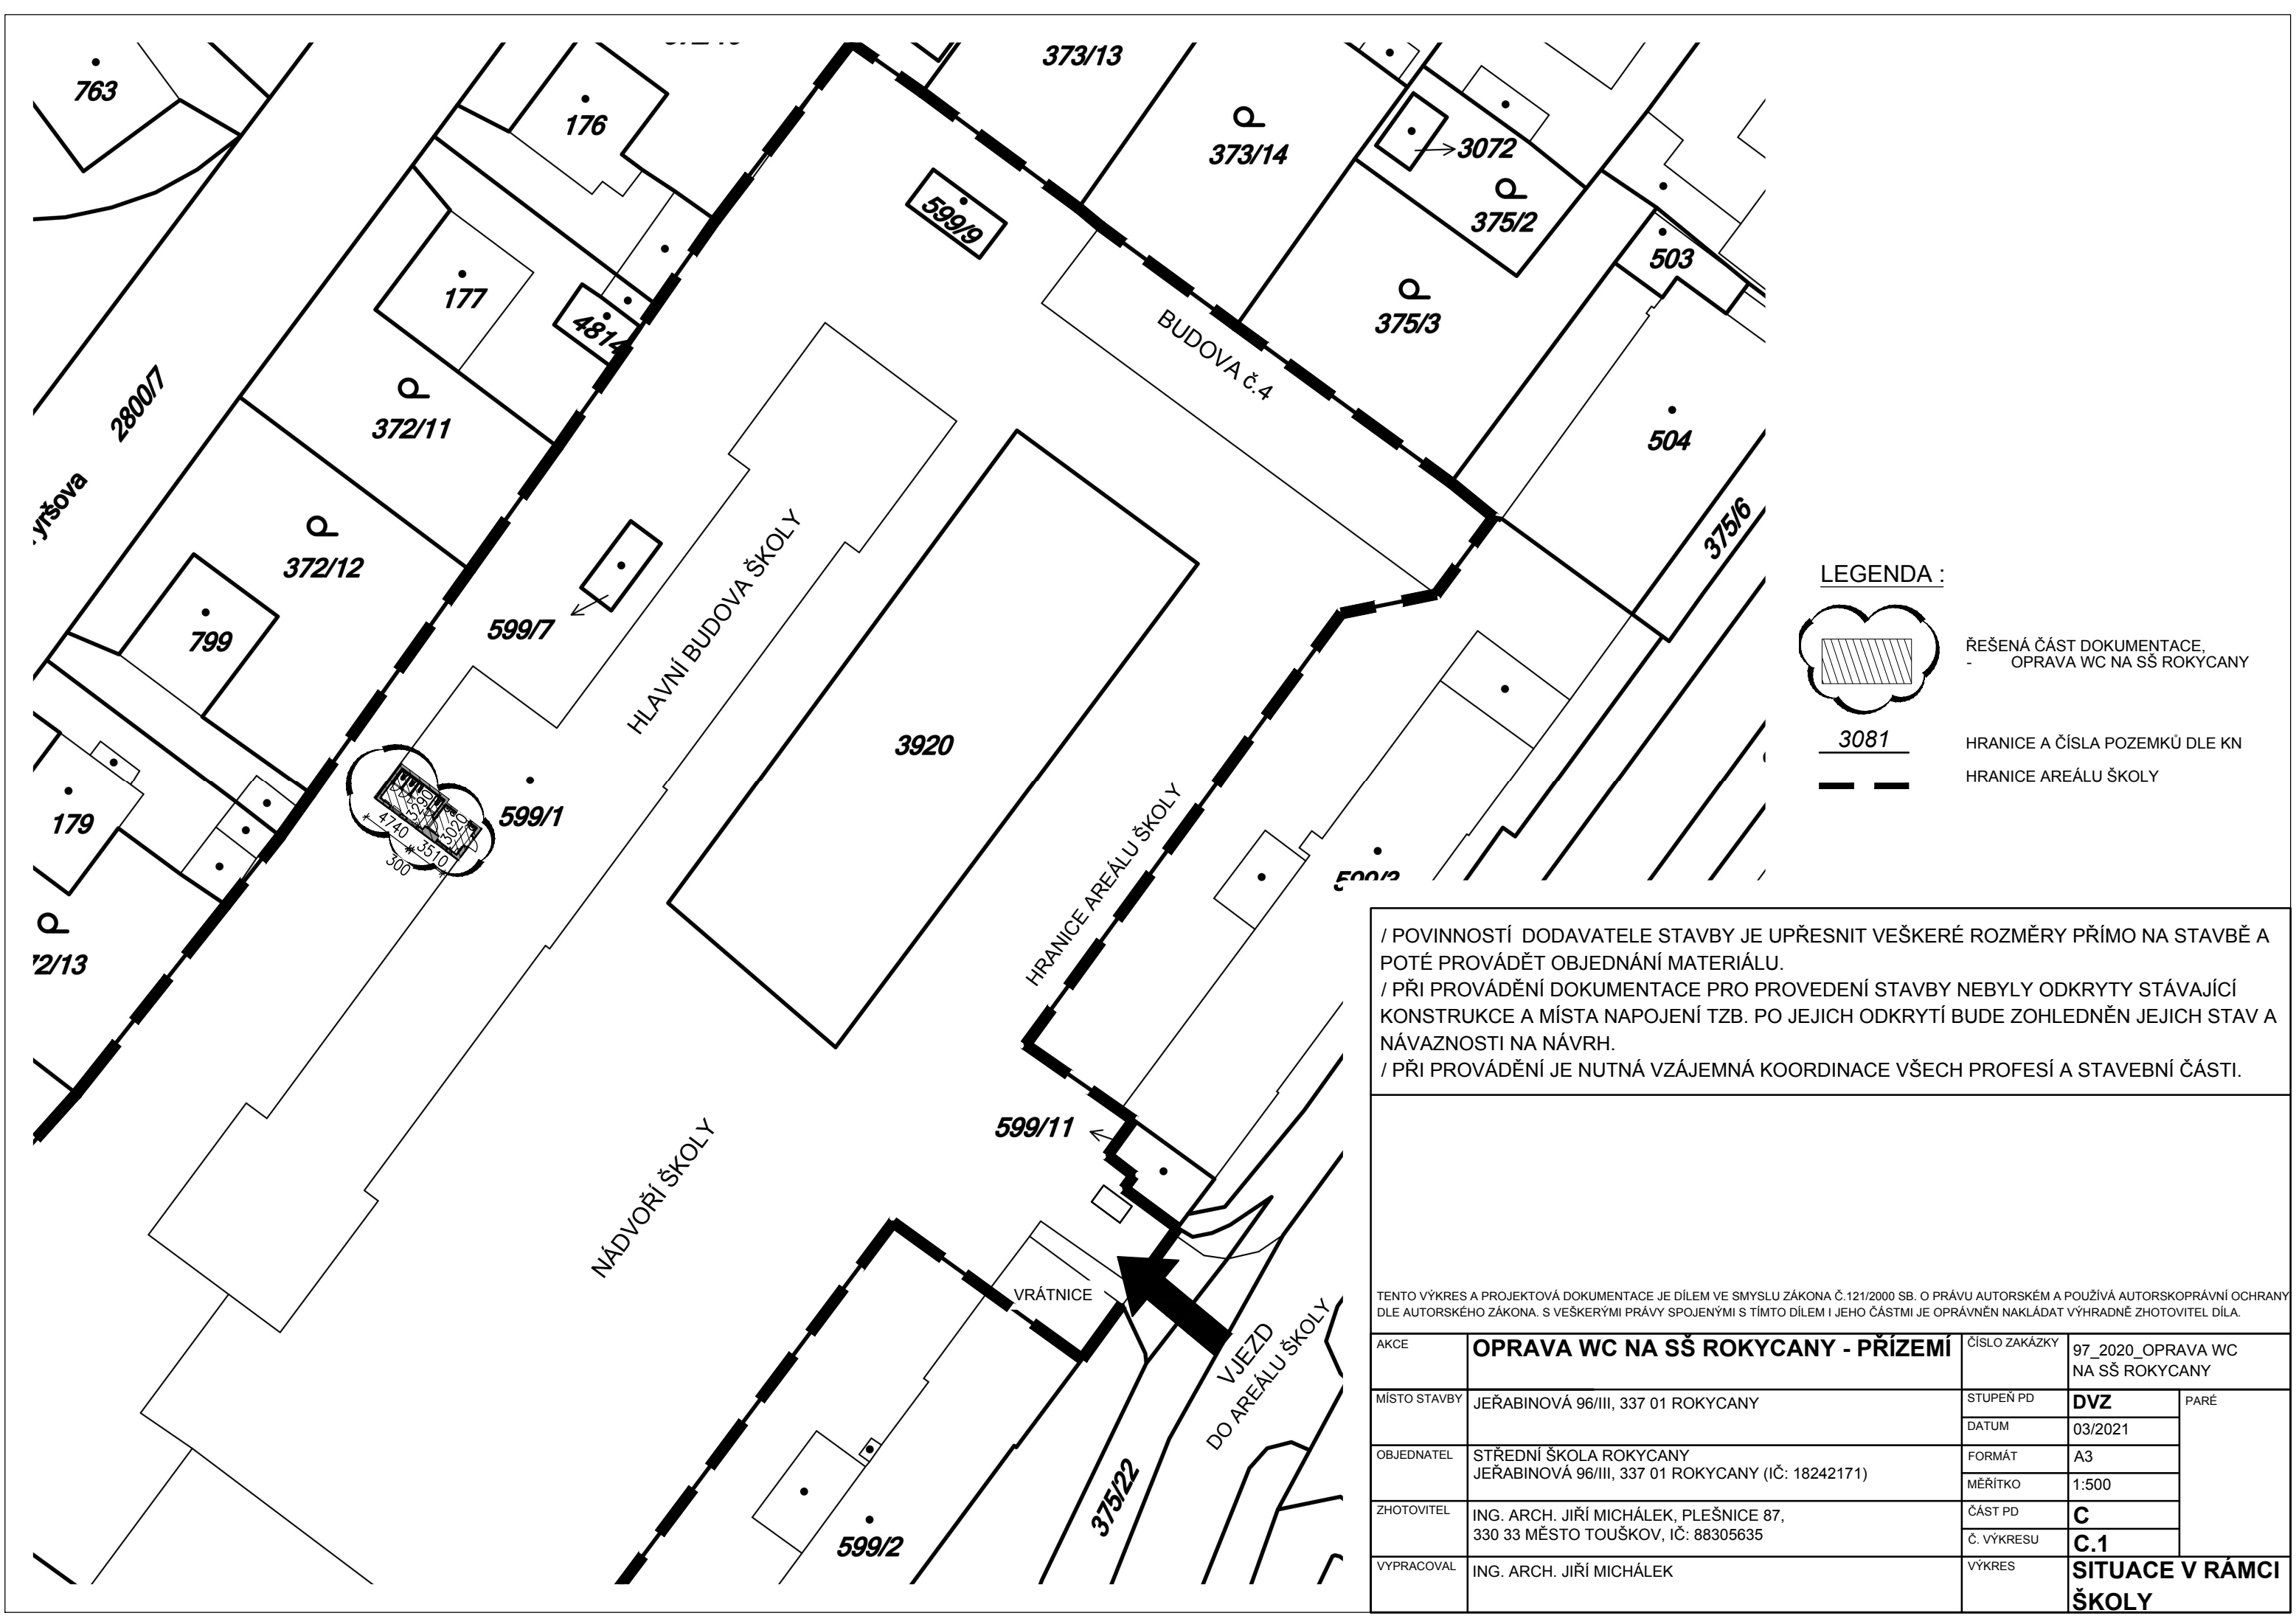 763
176
373/13
373/14
3072
375/2
503
599/9
177
4814
375/3
BUDOVA č.4
2800/7
372/11
504
375/6
372/12
799
599/7
HLAVNÍ BUDOVA ŠKOLY
3920
179
599/1
3290
3020
4740
3510
300
HRANICE AREÁLU ŠKOLY
599/11
NÁDVOŘÍ ŠKOLY
VRÁTNICE
VJEZD
DO AREÁLU ŠKOLY
375/22
599/2
LEGENDA :
ŘEŠENÁ ČÁST DOKUMENTACE,
- OPRAVA WC NA SŠ ROKYCANY
3081
HRANICE A ČÍSLA POZEMKŮ DLE KN
HRANICE AREÁLU ŠKOLY
/ POVINNOSTÍ DODAVATELE STAVBY JE UPŘESNIT VEŠKERÉ ROZMĚRY PŘÍMO NA STAVBĚ A
POTÉ PROVÁDĚT OBJEDNÁNÍ MATERIÁLU.
/ PŘI PROVÁDĚNÍ DOKUMENTACE PRO PROVEDENÍ STAVBY NEBYLY ODKRYTY STÁVAJÍCÍ
KONSTRUKCE A MÍSTA NAPOJENÍ TZB. PO JEJICH ODKRYTÍ BUDE ZOHLEDNĚN JEJICH STAV A
NÁVAZNOSTI NA NÁVRH.
/ PŘI PROVÁDĚNÍ JE NUTNÁ VZÁJEMNÁ KOORDINACE VŠECH PROFESÍ A STAVEBNÍ ČÁSTI.
TENTO VÝKRES A PROJEKTOVÁ DOKUMENTACE JE DÍLEM VE SMYSLU ZÁKONA Č.121/2000 SB. O PRÁVU AUTORSKÉM A POUŽÍVÁ AUTORSKOPRÁVNÍ OCHRANY
DLE AUTORSKÉHO ZÁKONA. S VEŠKERÝMI PRÁVY SPOJENÝMI S TÍMTO DÍLEM I JEHO ČÁSTMI JE OPRÁVNĚN NAKLÁDAT VÝHRADNĚ ZHOTOVITEL DÍLA.
AKCE
OPRAVA WC NA SŠ ROKYCANY - PŘÍZEMÍ
ČÍSLO ZAKÁZKY
97_2020_OPRAVA WC
NA SŠ ROKYCANY
MÍSTO STAVBY
JEŘABINOVÁ 96/III, 337 01 ROKYCANY
STUPEŇ PD
DVZ
PARÉ
DATUM
03/2021
OBJEDNATEL
STŘEDNÍ ŠKOLA ROKYCANY
JEŘABINOVÁ 96/III, 337 01 ROKYCANY (IČ: 18242171)
FORMÁT
A3
MĚŘÍTKO
1:500
ZHOTOVITEL
ING. ARCH. JIŘÍ MICHÁLEK, PLEŠNICE 87,
330 33 MĚSTO TOUŠKOV, IČ: 88305635
ČÁST PD
C
Č. VÝKRESU
C.1
VYPRACOVAL
ING. ARCH. JIŘÍ MICHÁLEK
VÝKRES
SITUACE V RÁMCI
ŠKOLY